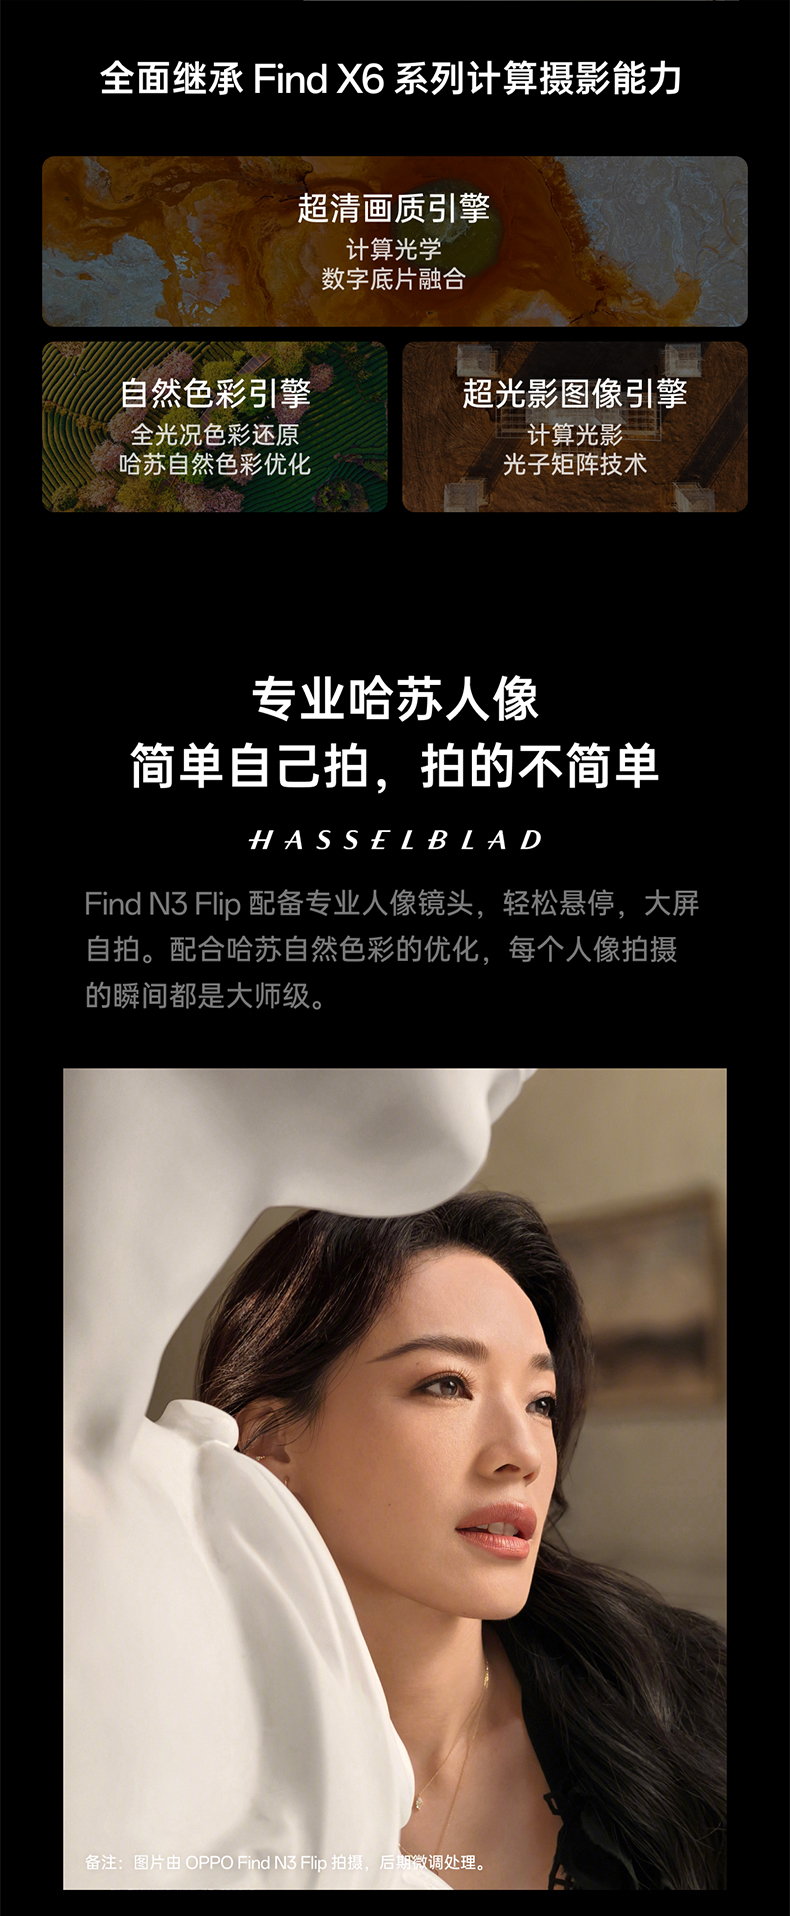 全面继承 Find X6 系列计算摄影能力
超清画质引擎
计算光学
数字底片融合
自然色彩引擎
全光况色彩还原
哈苏自然色彩优化
超光影图像引擎
计算光影
光子矩阵技术
专业哈苏人像
简单自己拍，拍的不简单
HASSELBLAD
Find N3 Flip 配备专业人像镜头，轻松悬停，大屏
自拍。配合哈苏自然色彩的优化，每个人像拍摄
的瞬间都是大师级。
备注：图片由 OPPO Find N3 Flip 拍摄，后期微调处理。